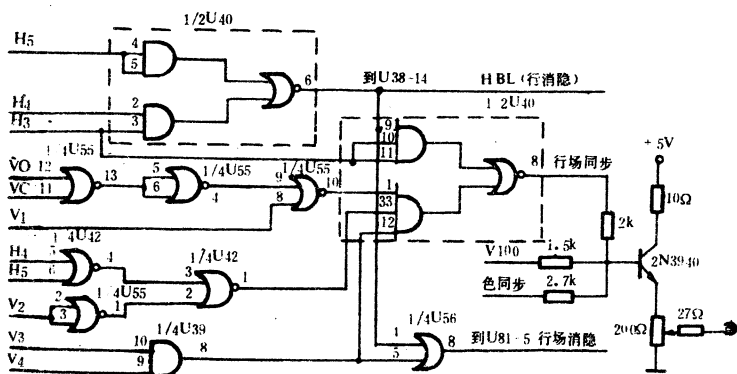 1/2U40
H5
4
5
6
到U38-14
HBL(行消隐)
1 2U40
H4
2
H3
3
9
10
11
+5V
1/4U55
VO 12
VC 11
13
5
6
1/4U55
4
1/4U55
9
8
10
8
行场同步
10Ω
1
33
12
2k
V1
1/4U42
H4 5
H5 6
4
1/4U42
3
2
1
V100
1.5k
2N3940
色同步
2.7k
V2
2
3
1/4U55
1
1/4U56
200Ω
27Ω
V3
10
1/4U39
8
1
5
8
到U81-5 行场消隐
V4
9